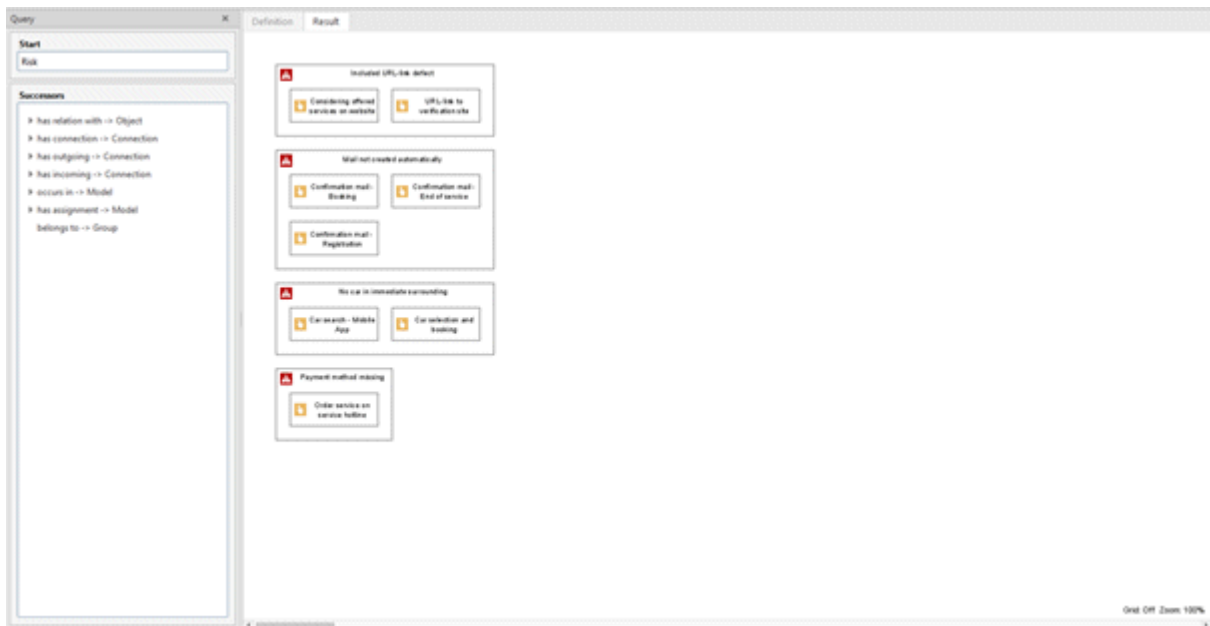 Query
×
Definition
Result
Start
Risk
Successors
has relation with -> Object
has connection -> Connection
has outgoing -> Connection
has incoming -> Connection
occurs in -> Model
has assignment -> Model
belongs to -> Group
Included URL-link defect
Considering offered
services on website
URL-link to
verification site
Mail not created automatically
Confirmation mail -
Booking
Confirmation mail -
End of service
Confirmation mail -
Registration
No car in immediate surrounding
Car search - Mobile
App
Car selection and
booking
Payment method missing
Order service on
service hotline
Grid: Off Zoom: 100%